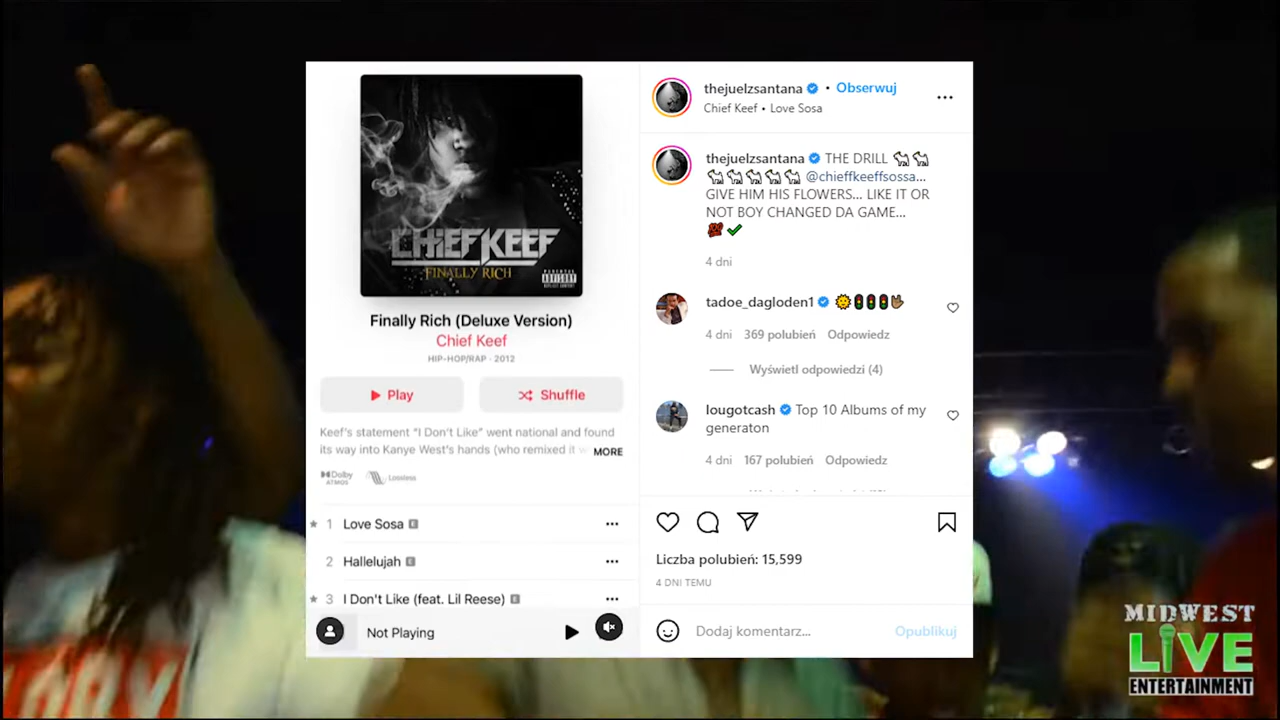 CHIEF KEEF
FINALLY RICH
PARENTAL
ADVISORY
EXPLICIT CONTENT
Finally Rich (Deluxe Version)
Chief Keef
HIP-HOP/RAP · 2012
Play
Shuffle
Keef's statement "I Don't Like" went national and found
its way into Kanye West's hands (who remixed it w MORE
Dolby
ATMOS
Lossless
★ 1 Love Sosa E
2 Hallelujah E
★ 3 I Don't Like (feat. Lil Reese) E
Not Playing
thejuelzsantana • Obserwuj
Chief Keef • Love Sosa
thejuelzsantana THE DRILL 🐐🐐
🐐🐐🐐🐐🐐 @chieffkeeffsossa...
GIVE HIM HIS FLOWERS... LIKE IT OR
NOT BOY CHANGED DA GAME...
💯✔
4 dni
tadoe_dagloden1 🌞🚦🚦🚦🤟🏾
4 dni 369 polubień Odpowiedz
Wyświetl odpowiedzi (4)
lougotcash Top 10 Albums of my
generaton
4 dni 167 polubień Odpowiedz
Liczba polubień: 15,599
4 DNI TEMU
Dodaj komentarz... Opublikuj
MIDWEST
LIVE
ENTERTAINMENT